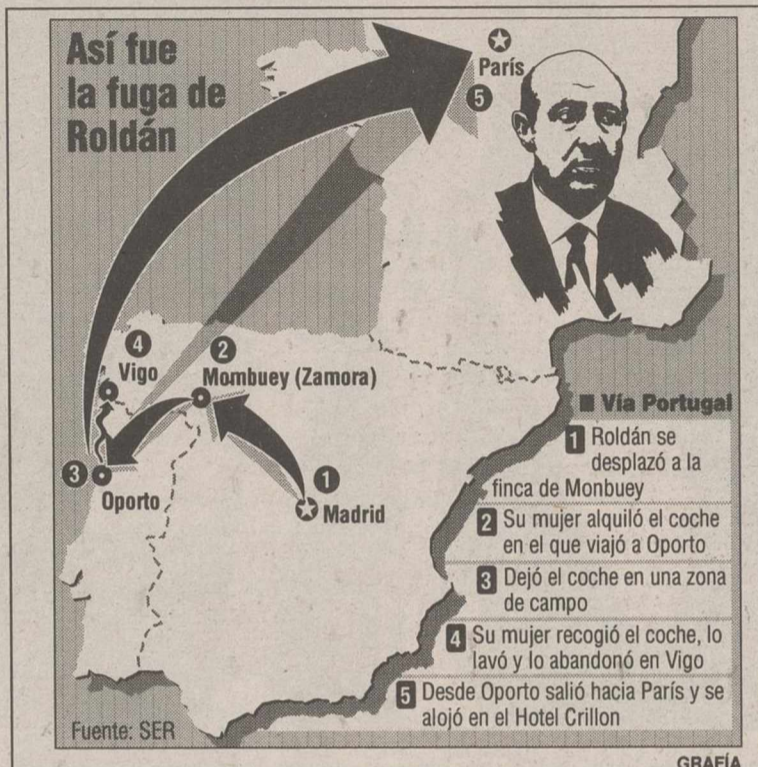 Así fue
la fuga de
Roldán
París
5
4
Vigo
2
Mombuey (Zamora)
3
Oporto
1
Madrid
■ Vía Portugal
1 Roldán se
desplazó a la
finca de Monbuey
2 Su mujer alquiló el coche
en el que viajó a Oporto
3 Dejó el coche en una zona
de campo
4 Su mujer recogió el coche, lo
lavó y lo abandonó en Vigo
5 Desde Oporto salió hacia París y se
alojó en el Hotel Crillon
Fuente: SER
GRAFÍA